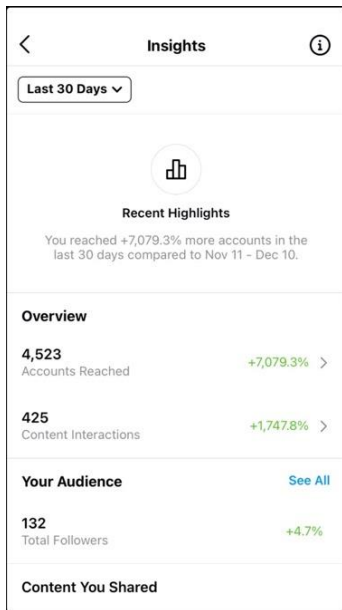 Insights
Last 30 Days
Recent Highlights
You reached +7,079.3% more accounts in the
last 30 days compared to Nov 11 - Dec 10.
Overview
4,523
Accounts Reached
+7,079.3%
425
Content Interactions
+1,747.8%
Your Audience
See All
132
Total Followers
+4.7%
Content You Shared